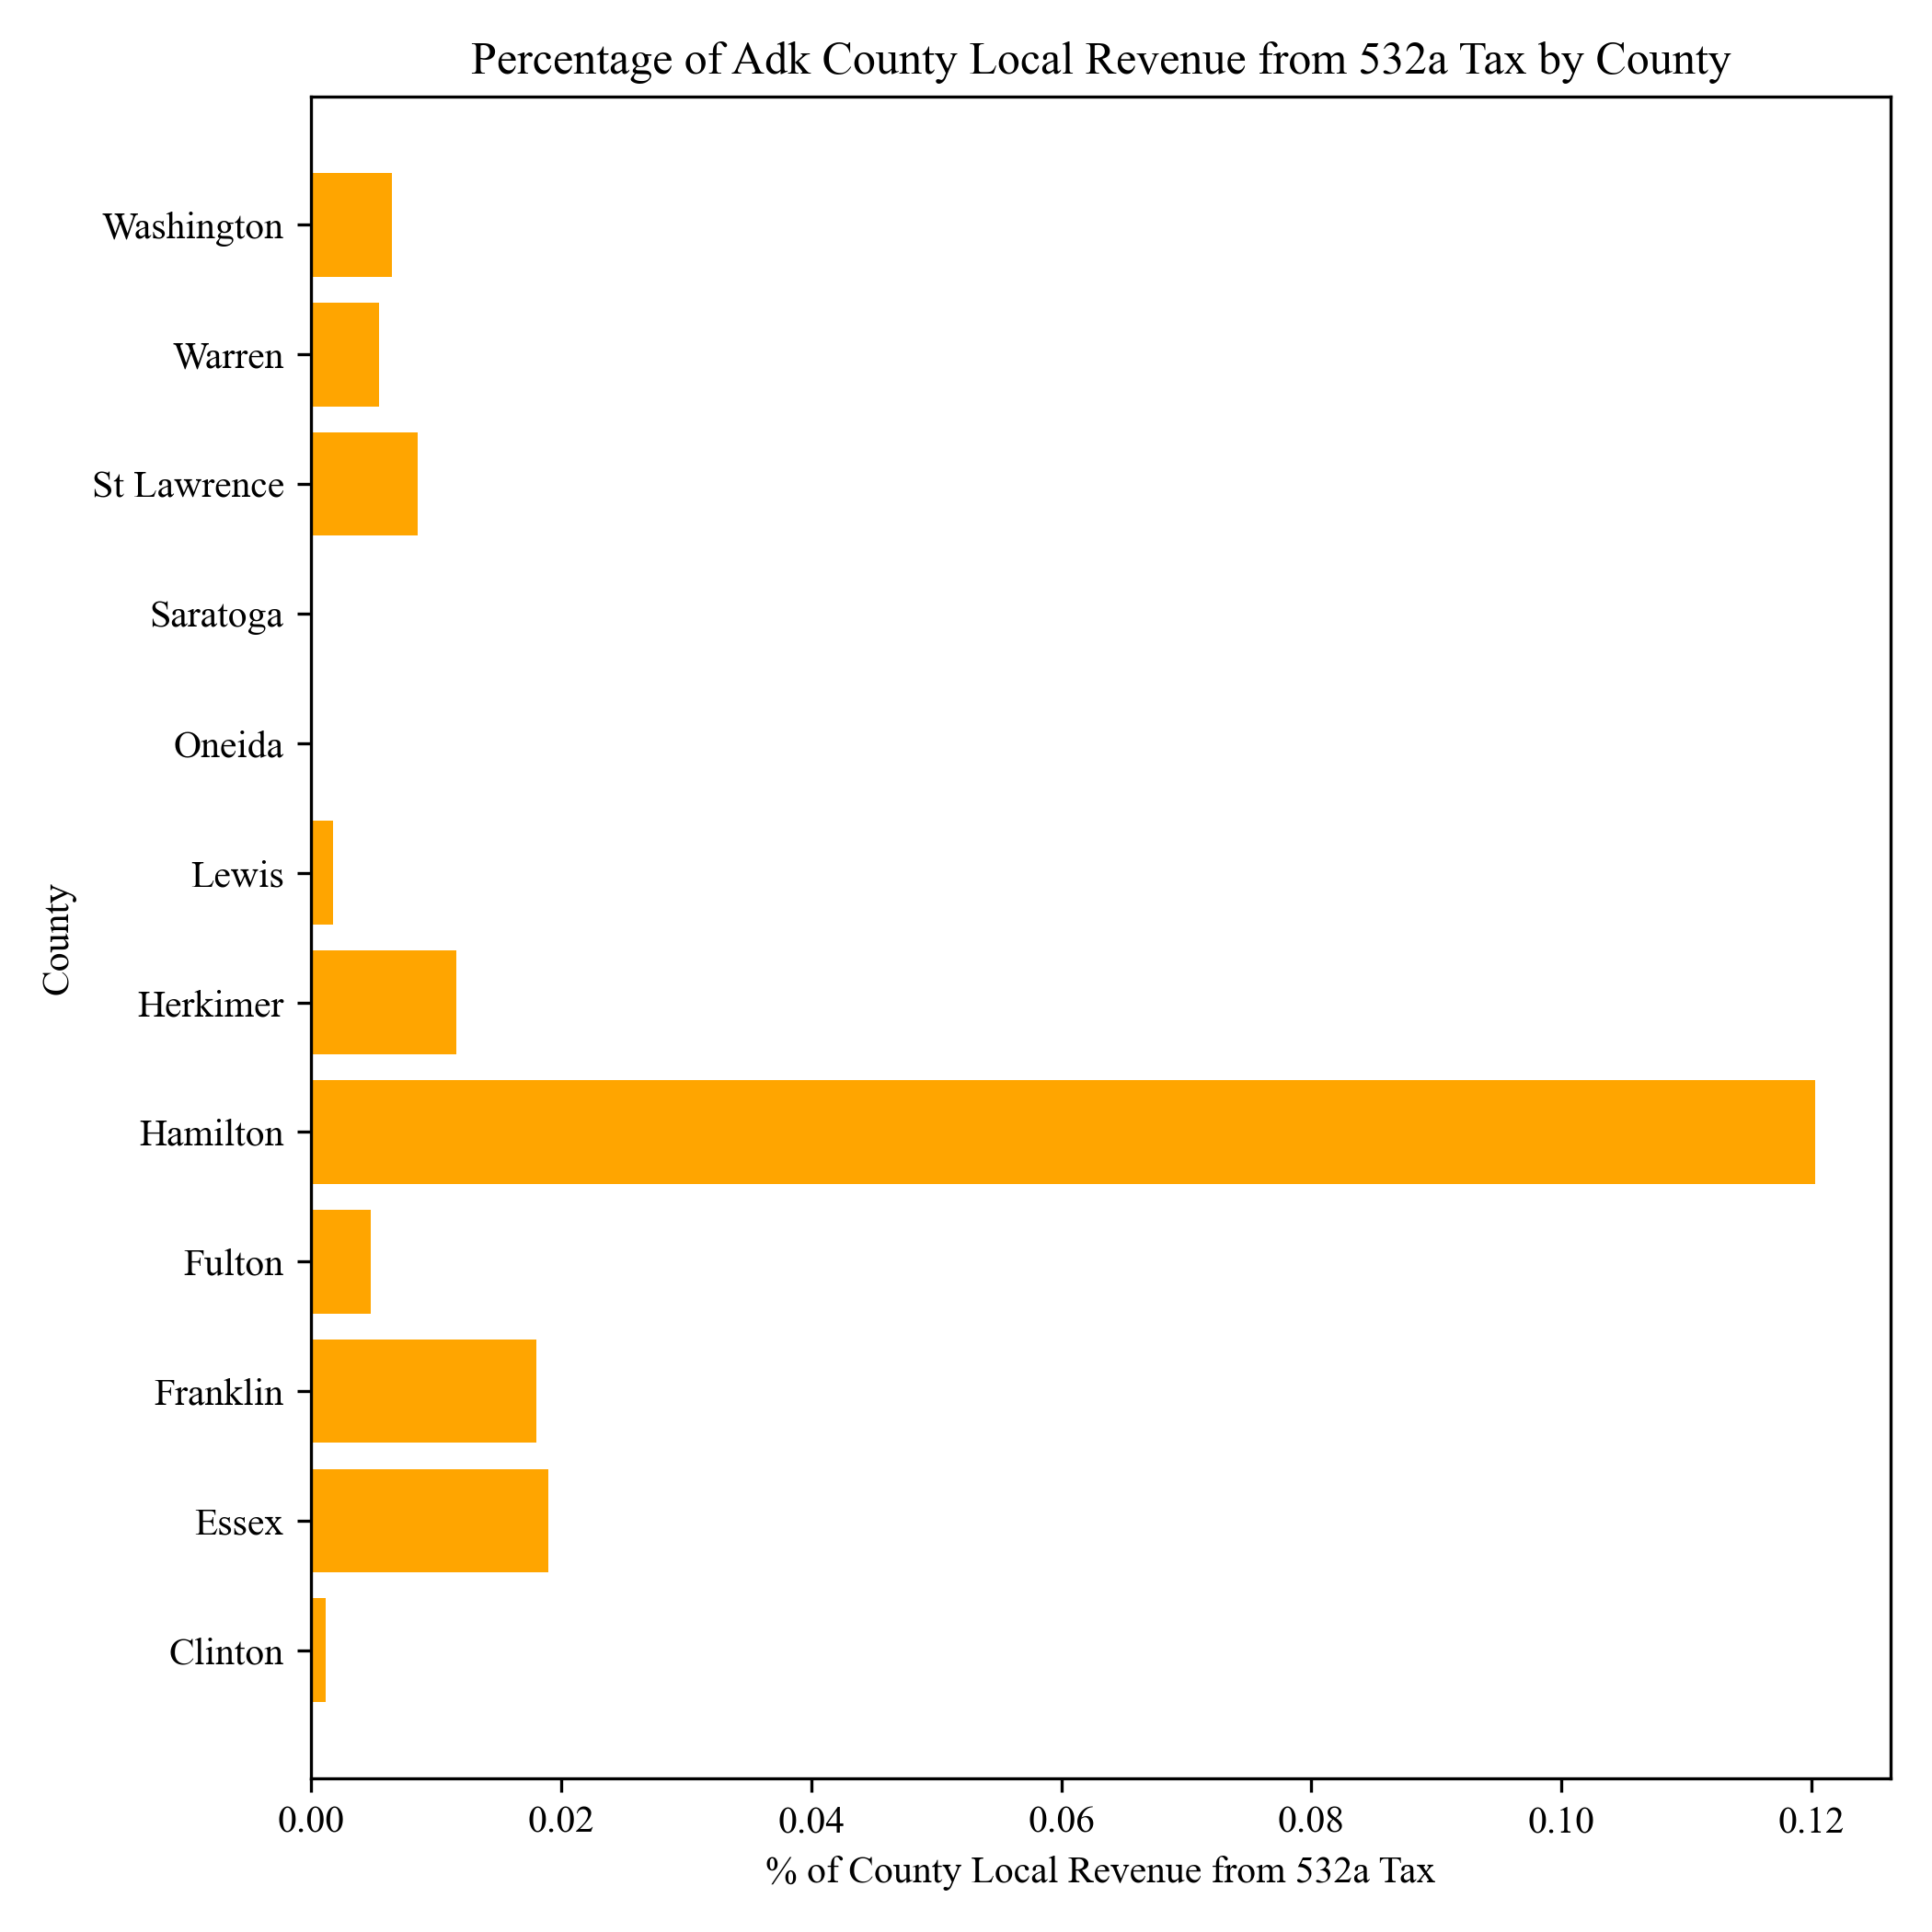 Percentage of Adk County Local Revenue from 532a Tax by County
Washington
Warren
St Lawrence
Saratoga
Oneida
Lewis
Herkimer
Hamilton
Fulton
Franklin
Essex
Clinton
County
0.00 0.02 0.04 0.06 0.08 0.10 0.12
% of County Local Revenue from 532a Tax